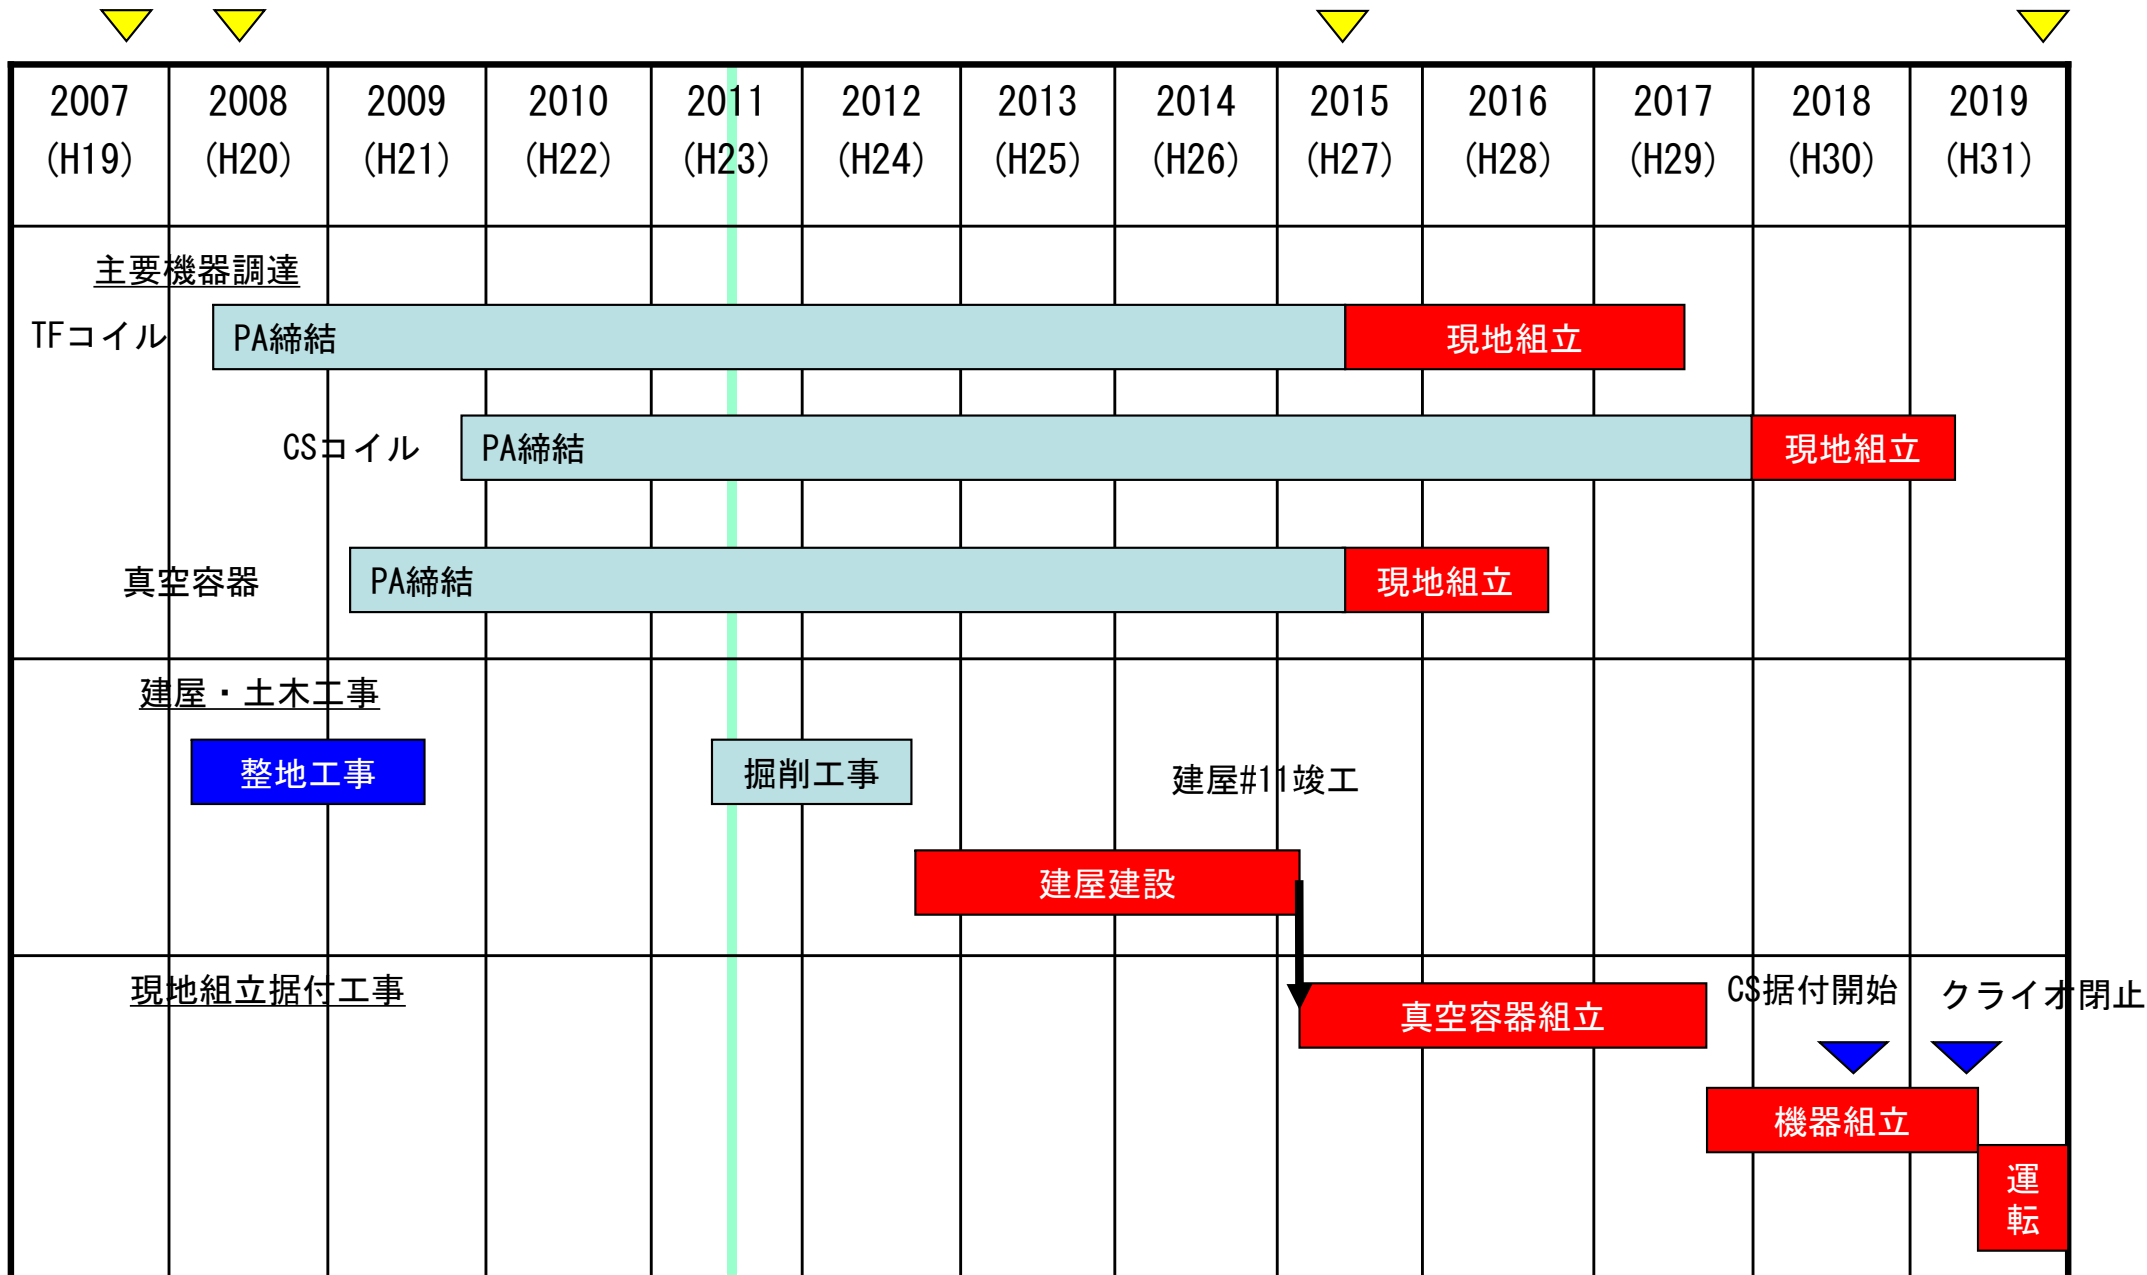 2007 2008 2009 2010 2011 2012 2013 2014 2015 2016 2017 2018 2019
(H19) (H20) (H21) (H22) (H23) (H24) (H25) (H26) (H27) (H28) (H29) (H30) (H31)
主要機器調達
TFコイル PA締結 現地組立
CSコイル PA締結 現地組立
真空容器 PA締結 現地組立
建屋・土木工事
整地工事 掘削工事 建屋#11竣工
建屋建設
現地組立据付工事 CS据付開始 クライオ閉止
真空容器組立
機器組立
運
転